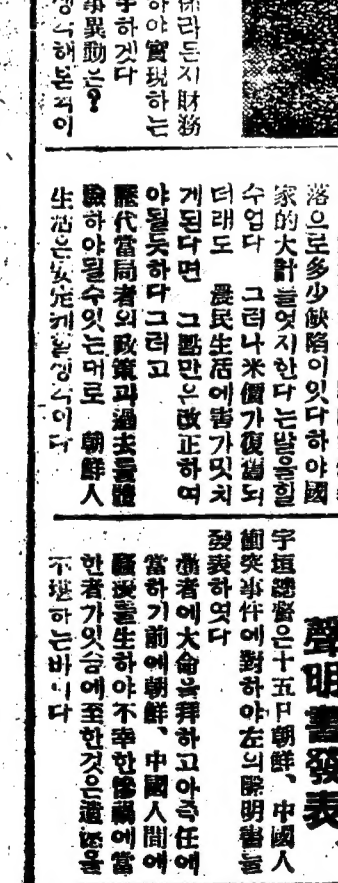 라든지 財務
하야 實現하는
하겟다
事異動은?
생각해본 적이
落으로 多少 缺陷이 잇다 하야 國
家的 大計를 엇지한다는 말을 할
수 업다 그러나 米價가 復舊되
더래도 農民生活에 害가 밋치
게 된다면 그 點만은 改正하여
야 될 듯하다 그러고
歷代 當局者의 政策과 過去를 體
驗하야 될 수 잇는대로 朝鮮人
生活은 安定케 할 생각이다
聲明書發表
宇垣總督은 十五日 朝鮮、中國人
衝突事件에 對하야 左의 聲明書를
發表하엿다
者에 大命을 拜하고 아즉 任에
當하기 前에 朝鮮、中國人間에
騷擾를 生하야 不幸한 慘禍에 當
한 者가 잇슴에 至한 것은 遺憾을
不堪하는 바이다